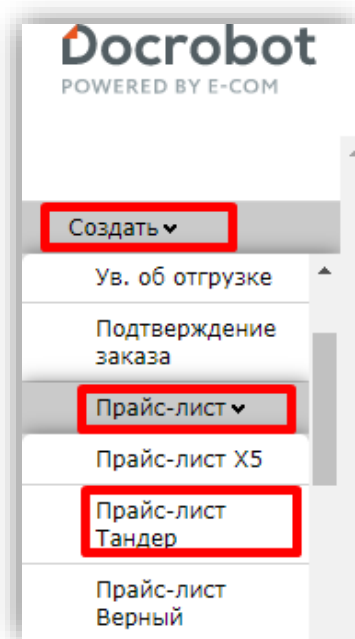 Docrobot
POWERED BY E-COM
Создать
Ув. об отгрузке
Подтверждение
заказа
Прайс-лист
Прайс-лист X5
Прайс-лист
Тандер
Прайс-лист
Верный